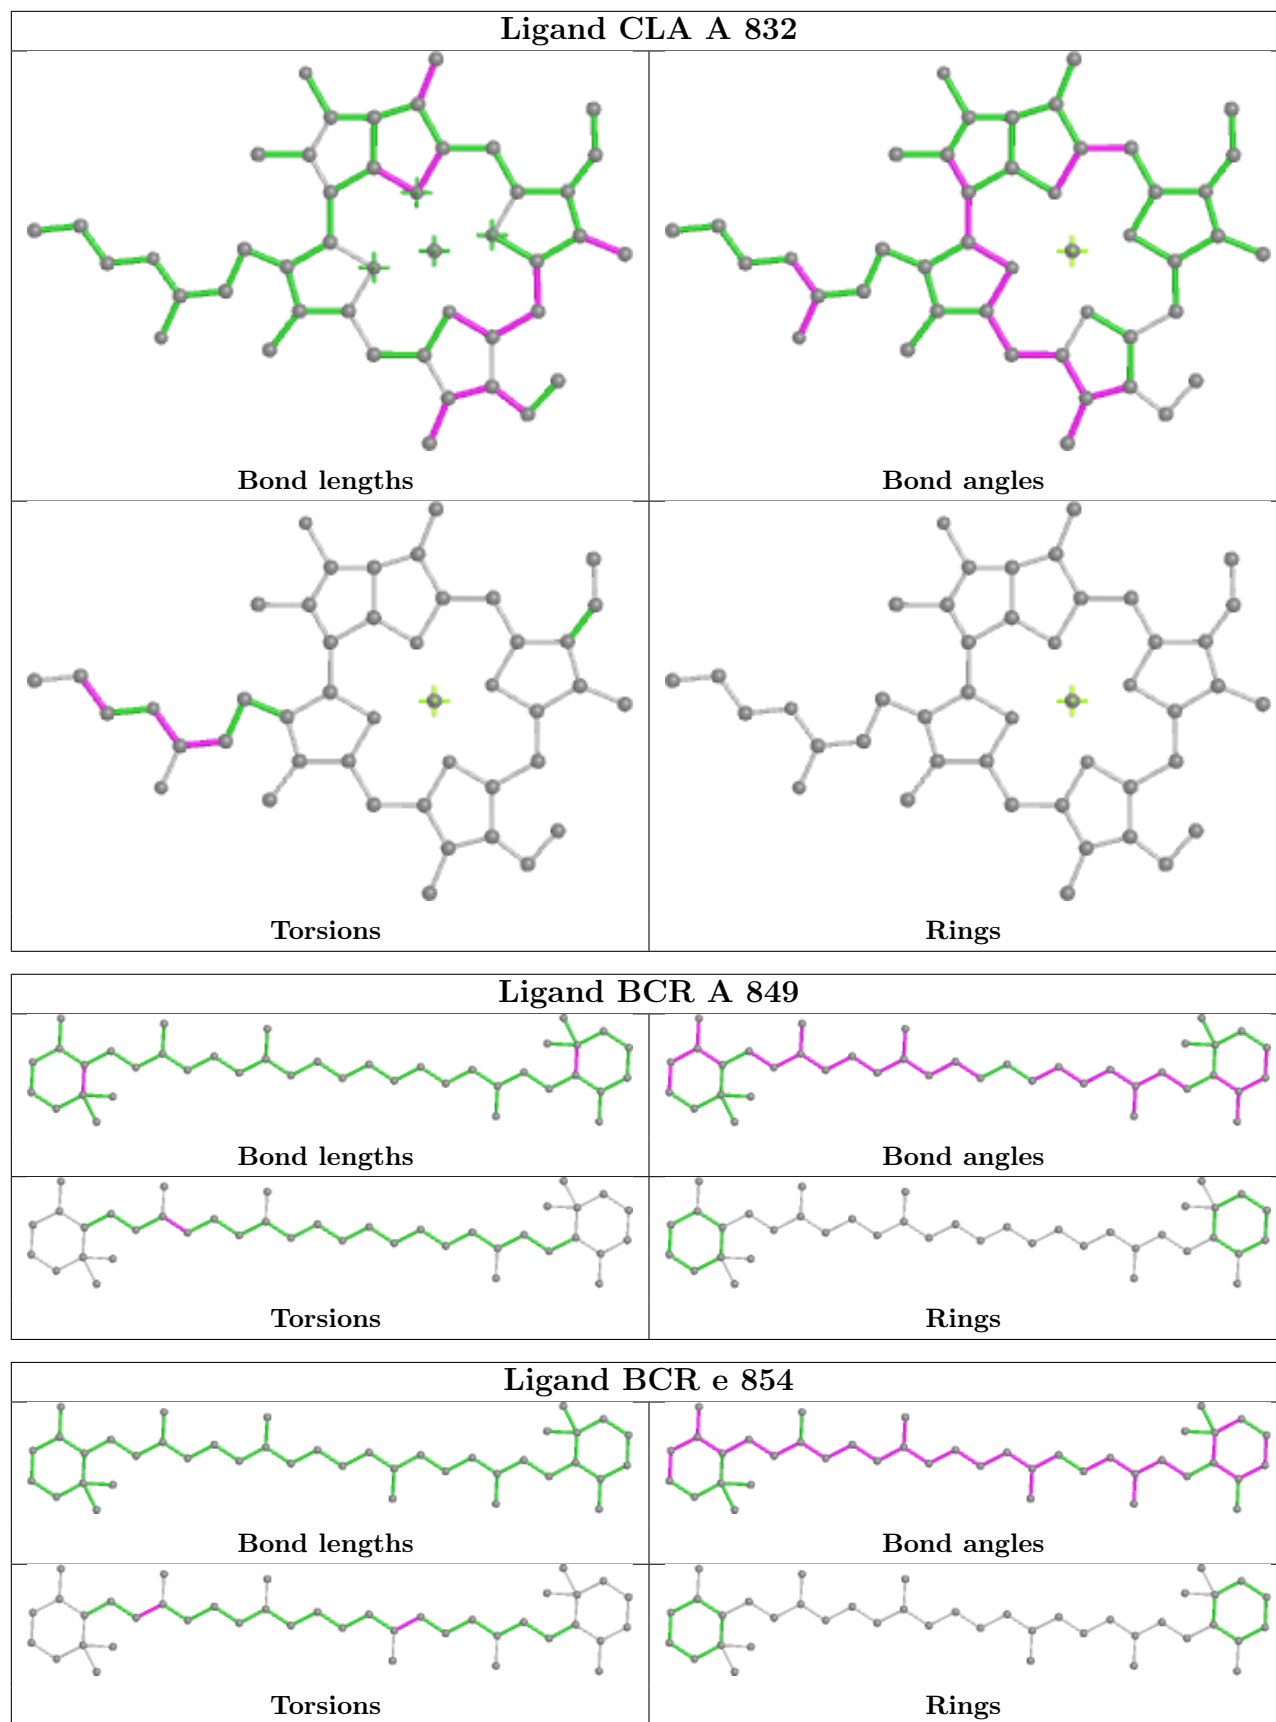 Ligand CLA A 832
Bond lengths
Bond angles
Torsions
Rings
Ligand BCR A 849
Bond lengths
Bond angles
Torsions
Rings
Ligand BCR e 854
Bond lengths
Bond angles
Torsions
Rings